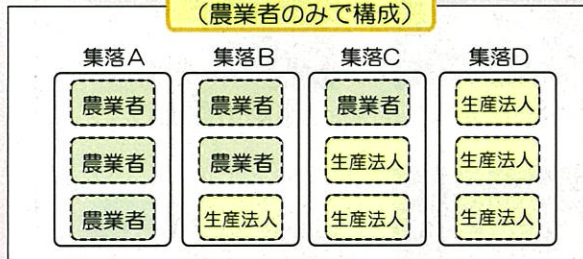 （農業者のみで構成）
集落A 集落B 集落C 集落D
農業者 農業者 農業者 生産法人
農業者 農業者 生産法人 生産法人
農業者 生産法人 生産法人 生産法人